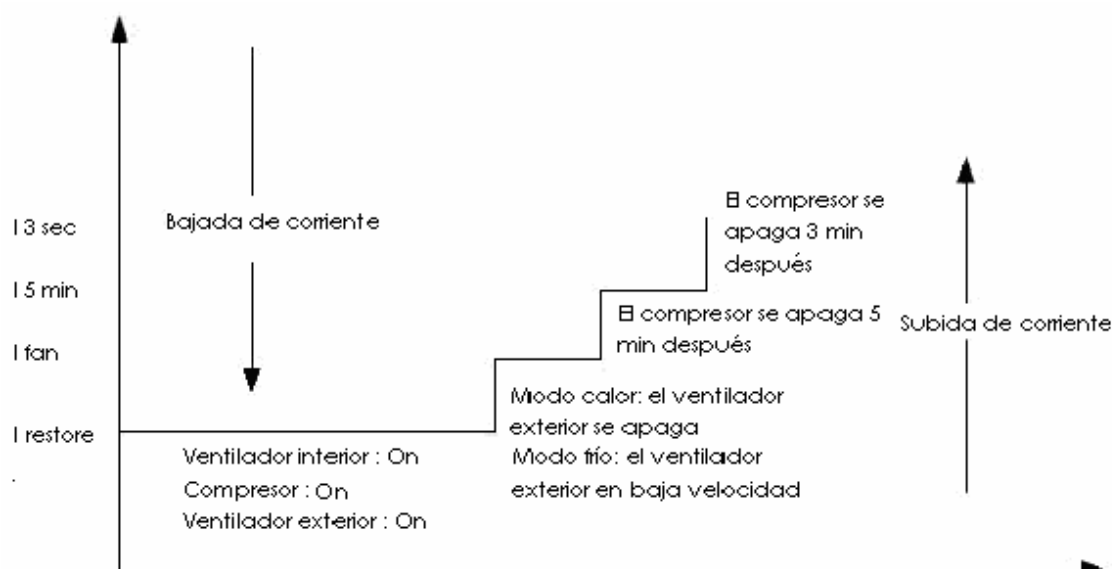 I 3 sec
I 5 min
I fan
I restore
.
Bajada de corriente
El compresor se
apaga 3 min
después
El compresor se apaga 5
min después
Subida de corriente
Modo calor: el ventilador
exterior se apaga
Modo frío: el ventilador
exterior en baja velocidad
Ventilador interior : On
Compresor : On
Ventilador exterior : On